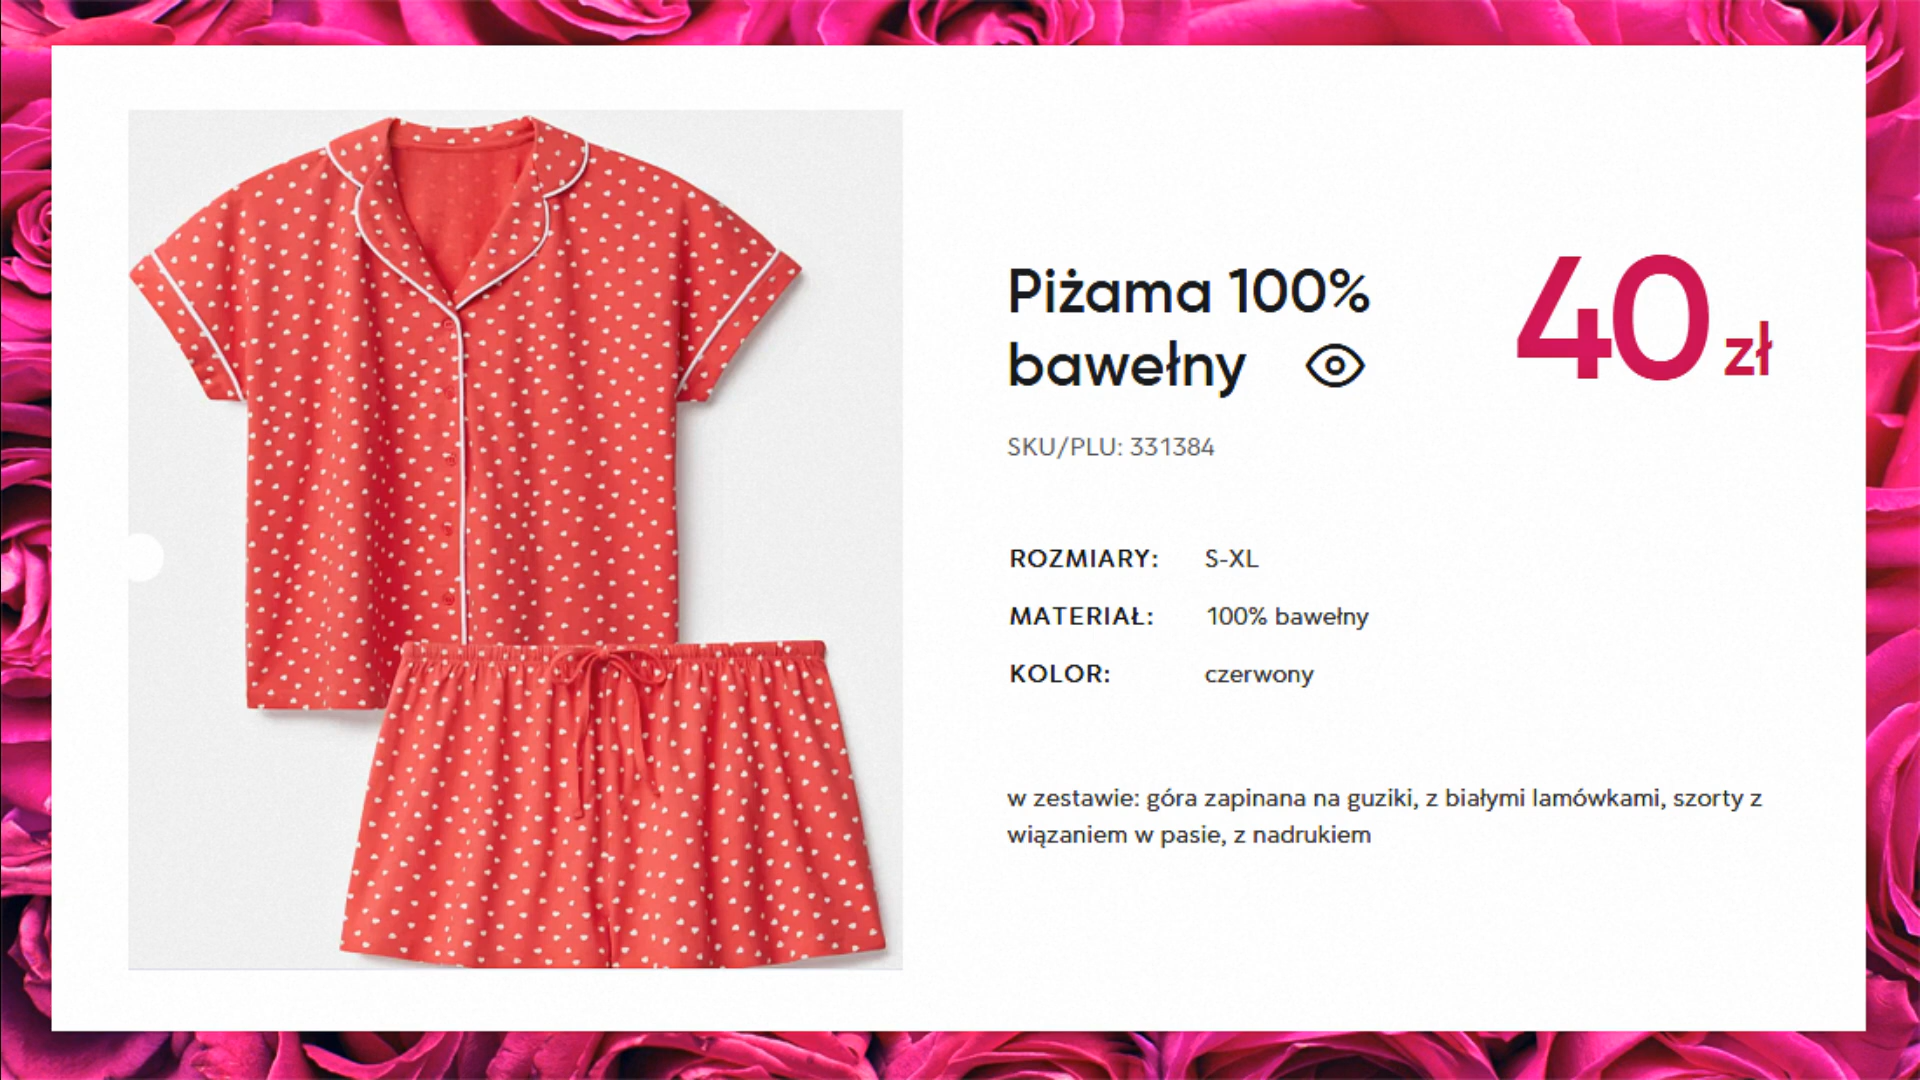 Piżama 100%
bawełny
40 zł
SKU/PLU: 331384
ROZMIARY: S-XL
MATERIAŁ: 100% bawełny
KOLOR: czerwony
w zestawie: góra zapinana na guziki, z białymi lamówkami, szorty z
wiązaniem w pasie, z nadrukiem